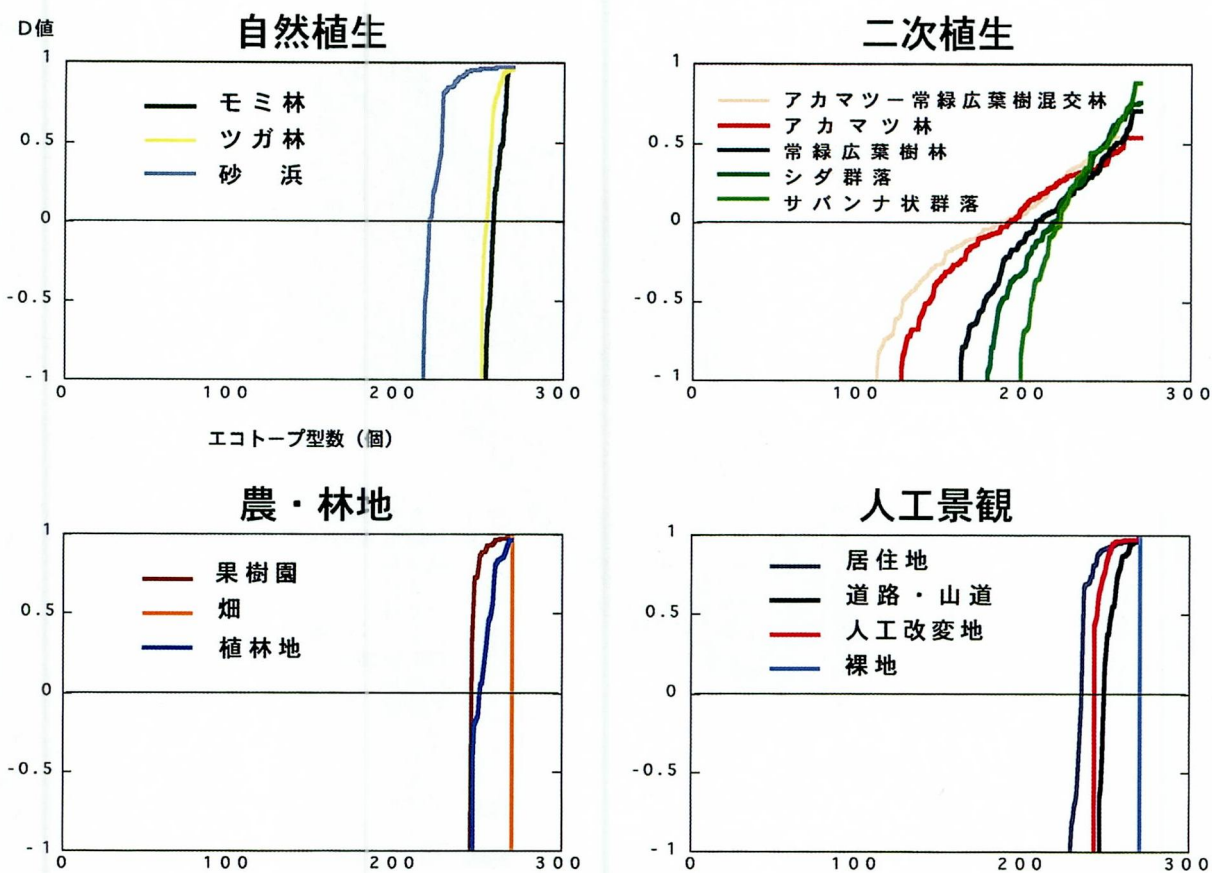 D値
自然植生
1
0.5
0
-0.5
-1
モミ林
ツガ林
砂 浜
0 100 200 300
エコトープ型数(個)
二次植生
1
0.5
0
-0.5
-1
アカマツー常緑広葉樹混交林
アカマツ林
常緑広葉樹林
シダ群落
サバンナ状群落
0 100 200 300
農・林地
1
0.5
0
-0.5
-1
果樹園
畑
植林地
0 100 200 300
人工景観
1
0.5
0
-0.5
-1
居住地
道路・山道
人工改変地
裸地
0 100 200 300